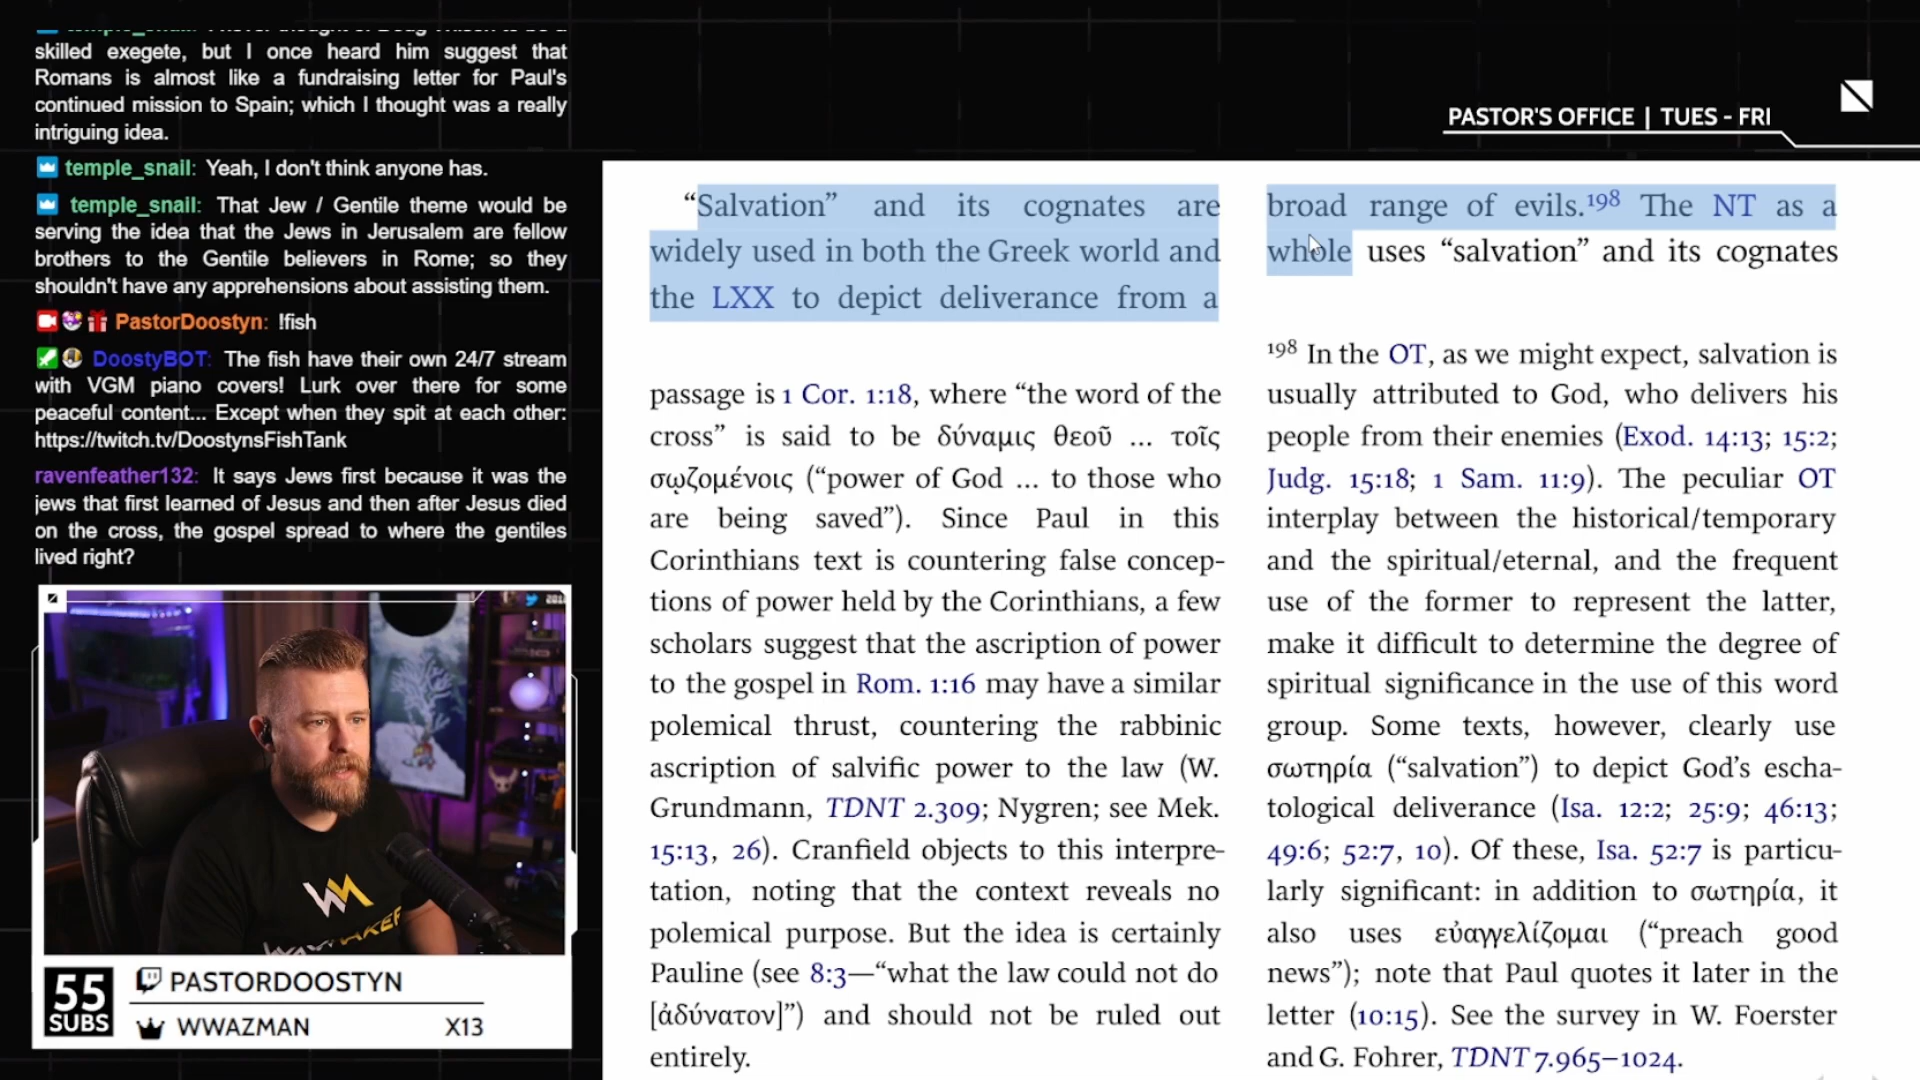 skilled exegete, but I once heard him suggest that
Romans is almost like a fundraising letter for Paul's
continued mission to Spain; which I thought was a really
intriguing idea.
temple_snail: Yeah, I don't think anyone has.
temple_snail: That Jew / Gentile theme would be
serving the idea that the Jews in Jerusalem are fellow
brothers to the Gentile believers in Rome; so they
shouldn't have any apprehensions about assisting them.
PastorDoostyn: !fish
DoostyBOT: The fish have their own 24/7 stream
with VGM piano covers! Lurk over there for some
peaceful content... Except when they spit at each other:
https://twitch.tv/DoostynsFishTank
ravenfeather132: It says Jews first because it was the
jews that first learned of Jesus and then after Jesus died
on the cross, the gospel spread to where the gentiles
lived right?
WM
55
SUBS
PASTORDOOSTYN
WWAZMAN X13
PASTOR'S OFFICE | TUES - FRI
“Salvation” and its cognates are
widely used in both the Greek world and
the LXX to depict deliverance from a
passage is 1 Cor. 1:18, where “the word of the
cross” is said to be δύναμις θεοῦ ... τοῖς
σῳζομένοις (“power of God ... to those who
are being saved”). Since Paul in this
Corinthians text is countering false concep-
tions of power held by the Corinthians, a few
scholars suggest that the ascription of power
to the gospel in Rom. 1:16 may have a similar
polemical thrust, countering the rabbinic
ascription of salvific power to the law (W.
Grundmann, TDNT 2.309; Nygren; see Mek.
15:13, 26). Cranfield objects to this interpre-
tation, noting that the context reveals no
polemical purpose. But the idea is certainly
Pauline (see 8:3—“what the law could not do
[ἀδύνατον]”) and should not be ruled out
entirely.
broad range of evils.198 The NT as a
whole uses “salvation” and its cognates
198 In the OT, as we might expect, salvation is
usually attributed to God, who delivers his
people from their enemies (Exod. 14:13; 15:2;
Judg. 15:18; 1 Sam. 11:9). The peculiar OT
interplay between the historical/temporary
and the spiritual/eternal, and the frequent
use of the former to represent the latter,
make it difficult to determine the degree of
spiritual significance in the use of this word
group. Some texts, however, clearly use
σωτηρία (“salvation”) to depict God’s escha-
tological deliverance (Isa. 12:2; 25:9; 46:13;
49:6; 52:7, 10). Of these, Isa. 52:7 is particu-
larly significant: in addition to σωτηρία, it
also uses εὐαγγελίζομαι (“preach good
news”); note that Paul quotes it later in the
letter (10:15). See the survey in W. Foerster
and G. Fohrer, TDNT 7.965–1024.